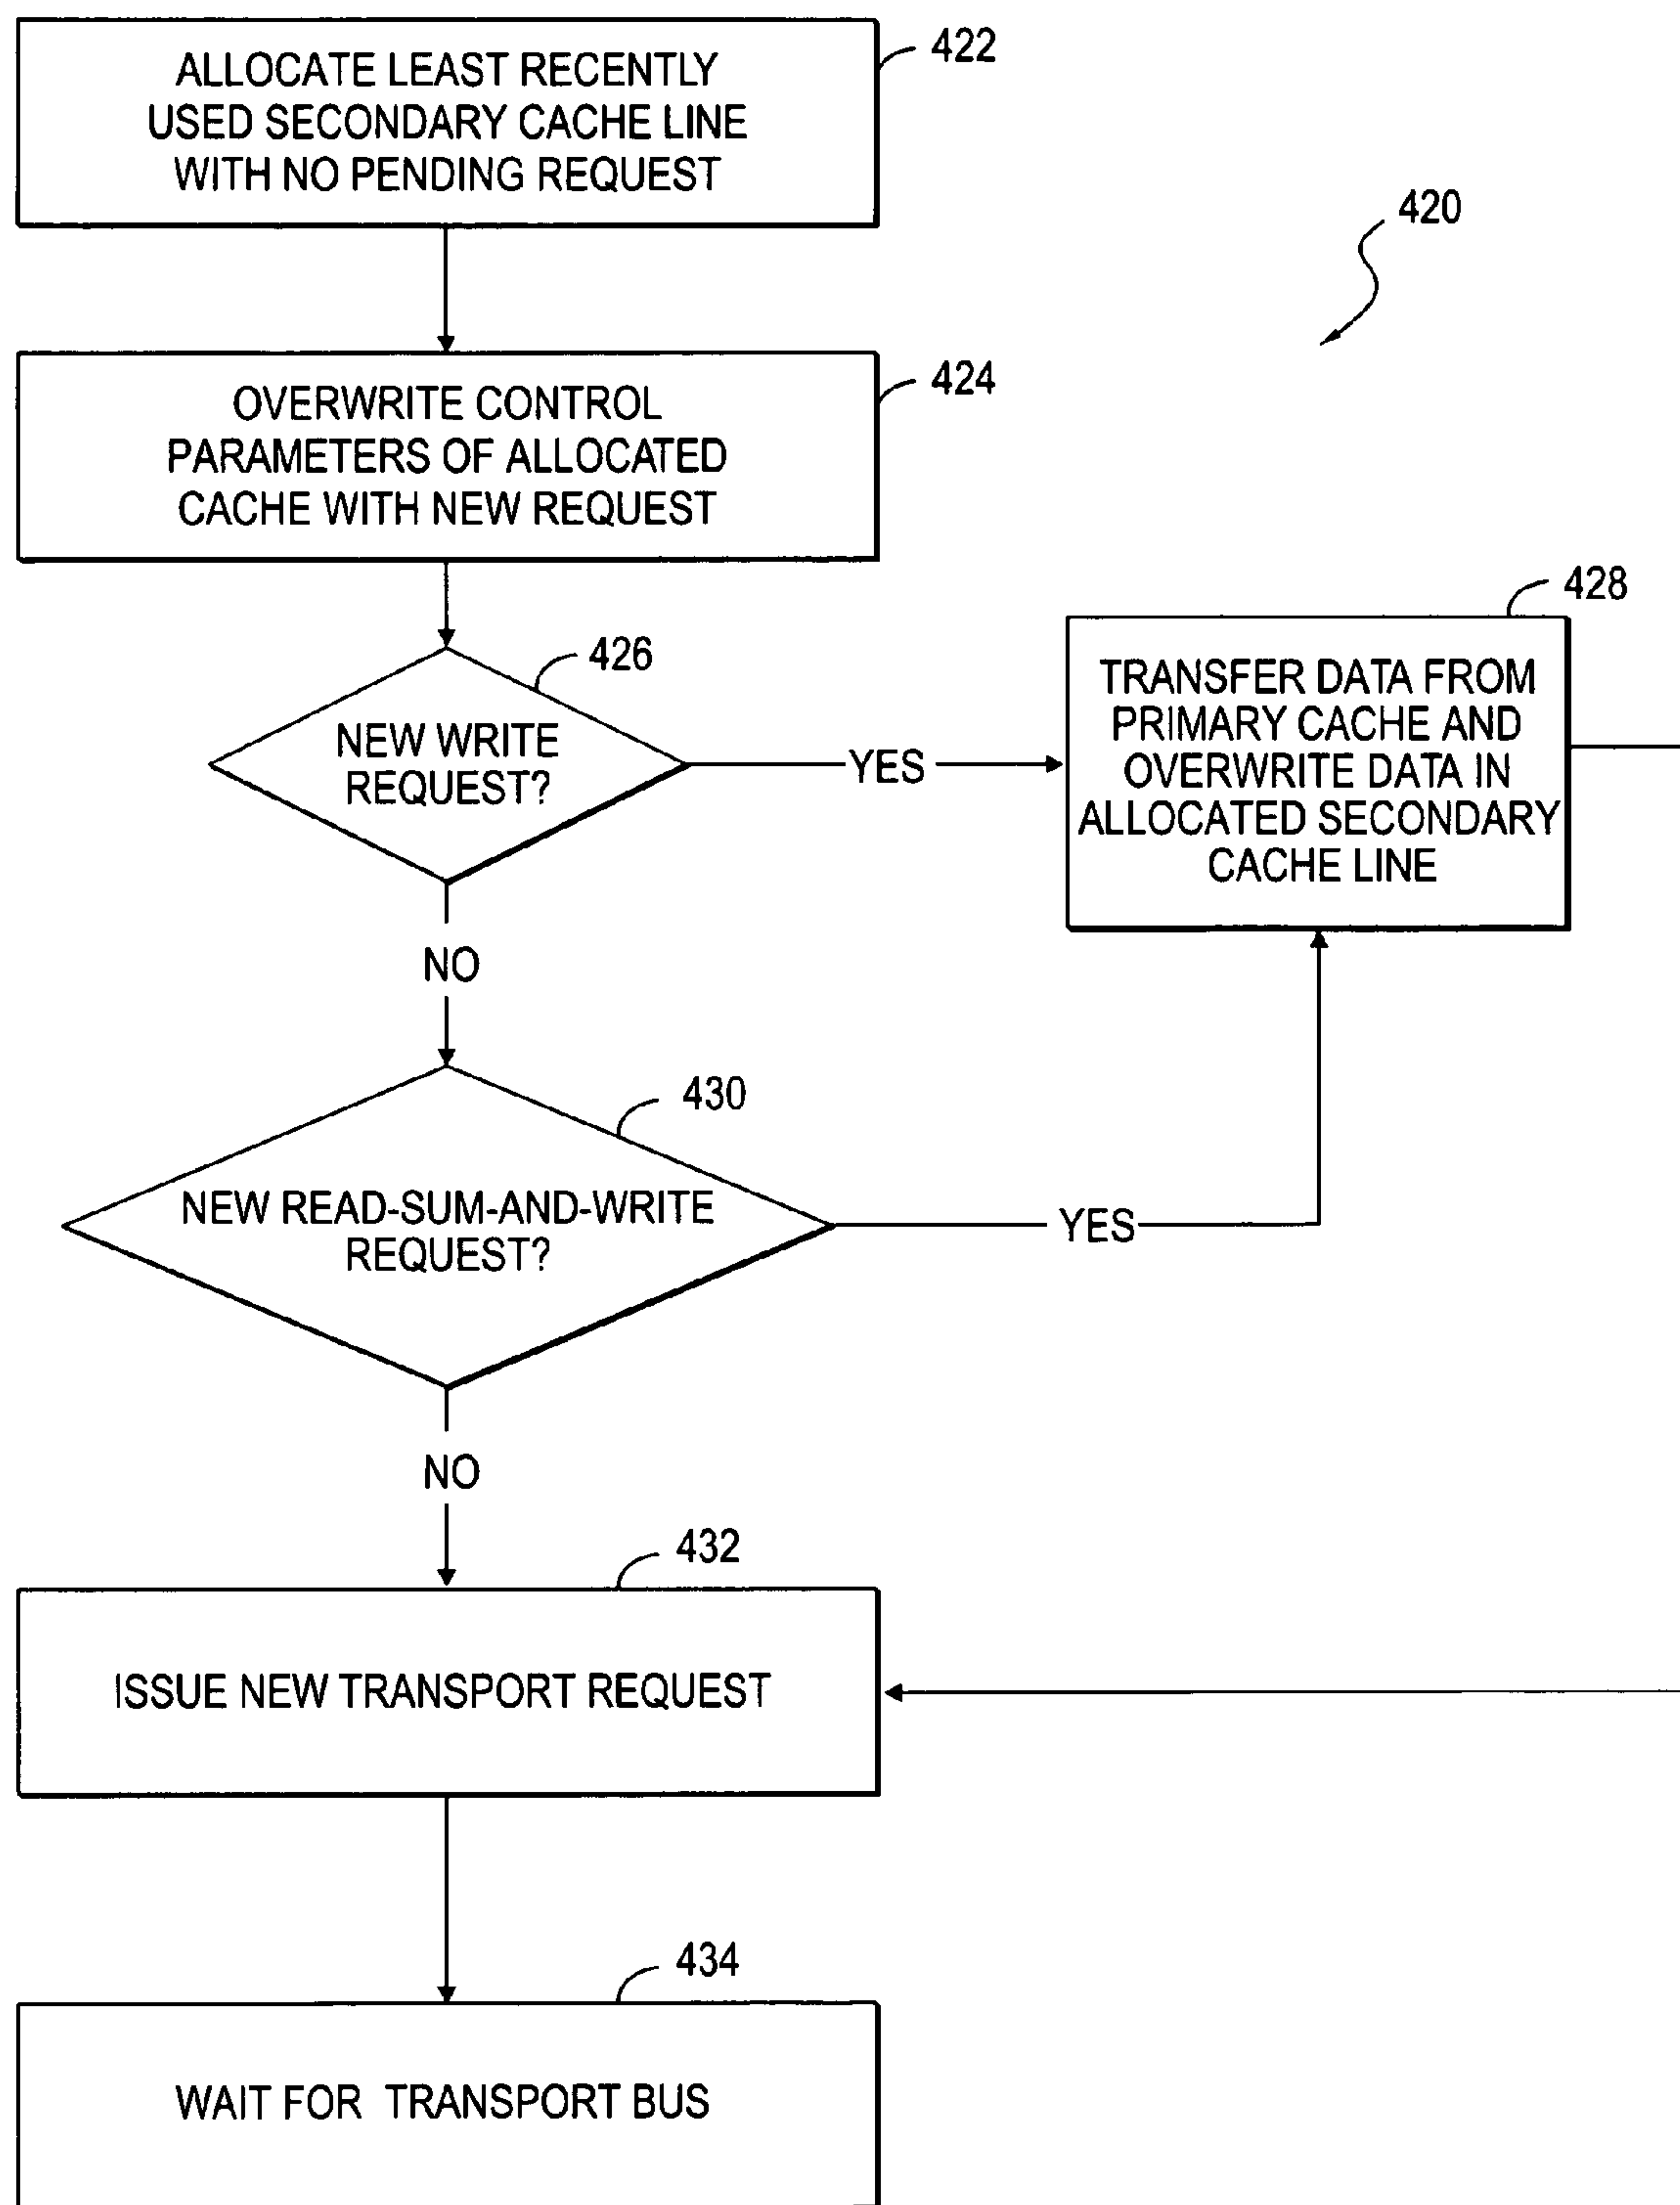 ALLOCATE LEAST RECENTLY
USED SECONDARY CACHE LINE
WITH NO PENDING REQUEST
422
420
OVERWRITE CONTROL
PARAMETERS OF ALLOCATED
CACHE WITH NEW REQUEST
424
426
NEW WRITE
REQUEST?
YES
428
TRANSFER DATA FROM
PRIMARY CACHE AND
OVERWRITE DATA IN
ALLOCATED SECONDARY
CACHE LINE
NO
430
NEW READ-SUM-AND-WRITE
REQUEST?
YES
NO
432
ISSUE NEW TRANSPORT REQUEST
434
WAIT FOR TRANSPORT BUS